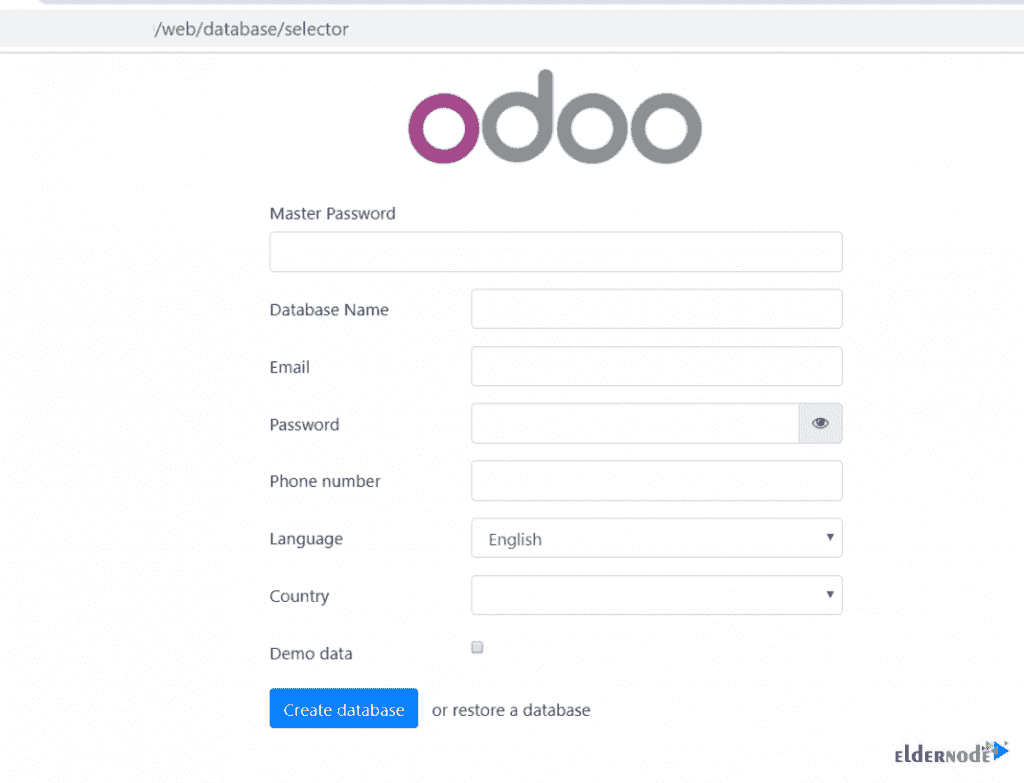 /web/database/selector
odoo
Master Password
Database Name
Email
Password
Phone number
Language
English
Country
Demo data
Create database or restore a database
ELDERNODE